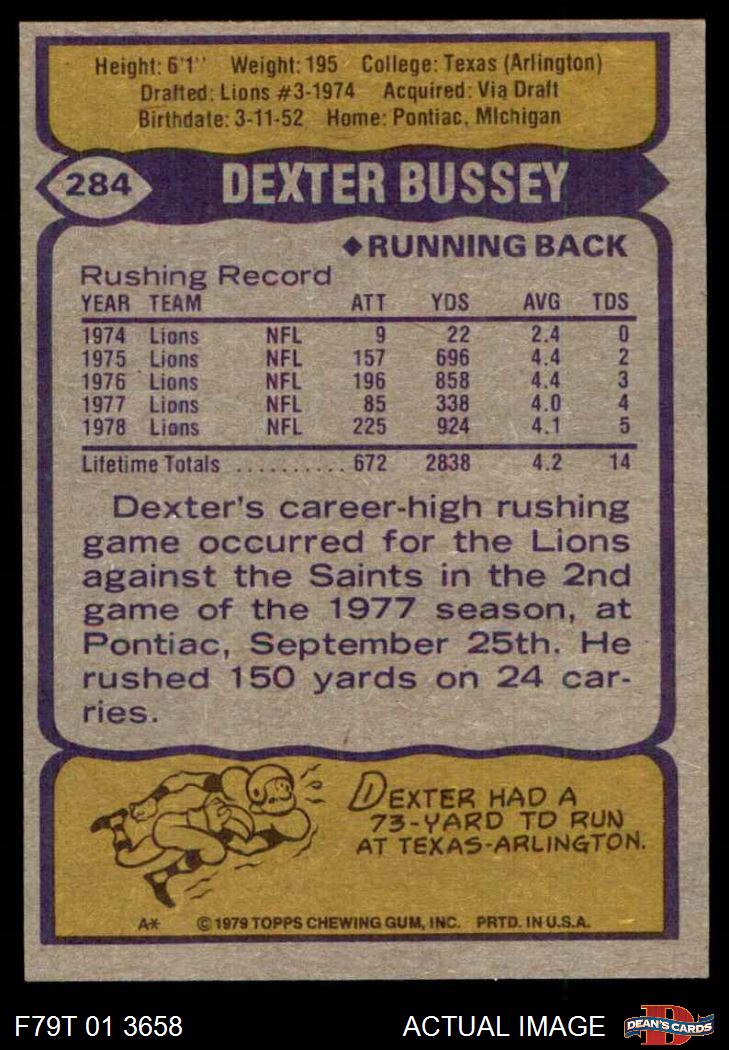 Height: 6'1'' Weight: 195 College: Texas (Arlington)
Drafted: Lions #3-1974 Acquired: Via Draft
Birthdate: 3-11-52 Home: Pontiac, MIchigan
284 DEXTER BUSSEY
◆RUNNING BACK
Rushing Record
YEAR TEAM ATT YDS AVG TDS
1974 Lions NFL 9 22 2.4 0
1975 Lions NFL 157 696 4.4 2
1976 Lions NFL 196 858 4.4 3
1977 Lions NFL 85 338 4.0 4
1978 Lions NFL 225 924 4.1 5
Lifetime Totals .......... 672 2838 4.2 14
Dexter's career-high rushing
game occurred for the Lions
against the Saints in the 2nd
game of the 1977 season, at
Pontiac, September 25th. He
rushed 150 yards on 24 car-
ries.
DEXTER HAD A
73-YARD TD RUN
AT TEXAS-ARLINGTON.
A* ©1979 TOPPS CHEWING GUM, INC. PRTD. IN U.S.A.
F79T 01 3658 ACTUAL IMAGE D DEAN'S CARDS